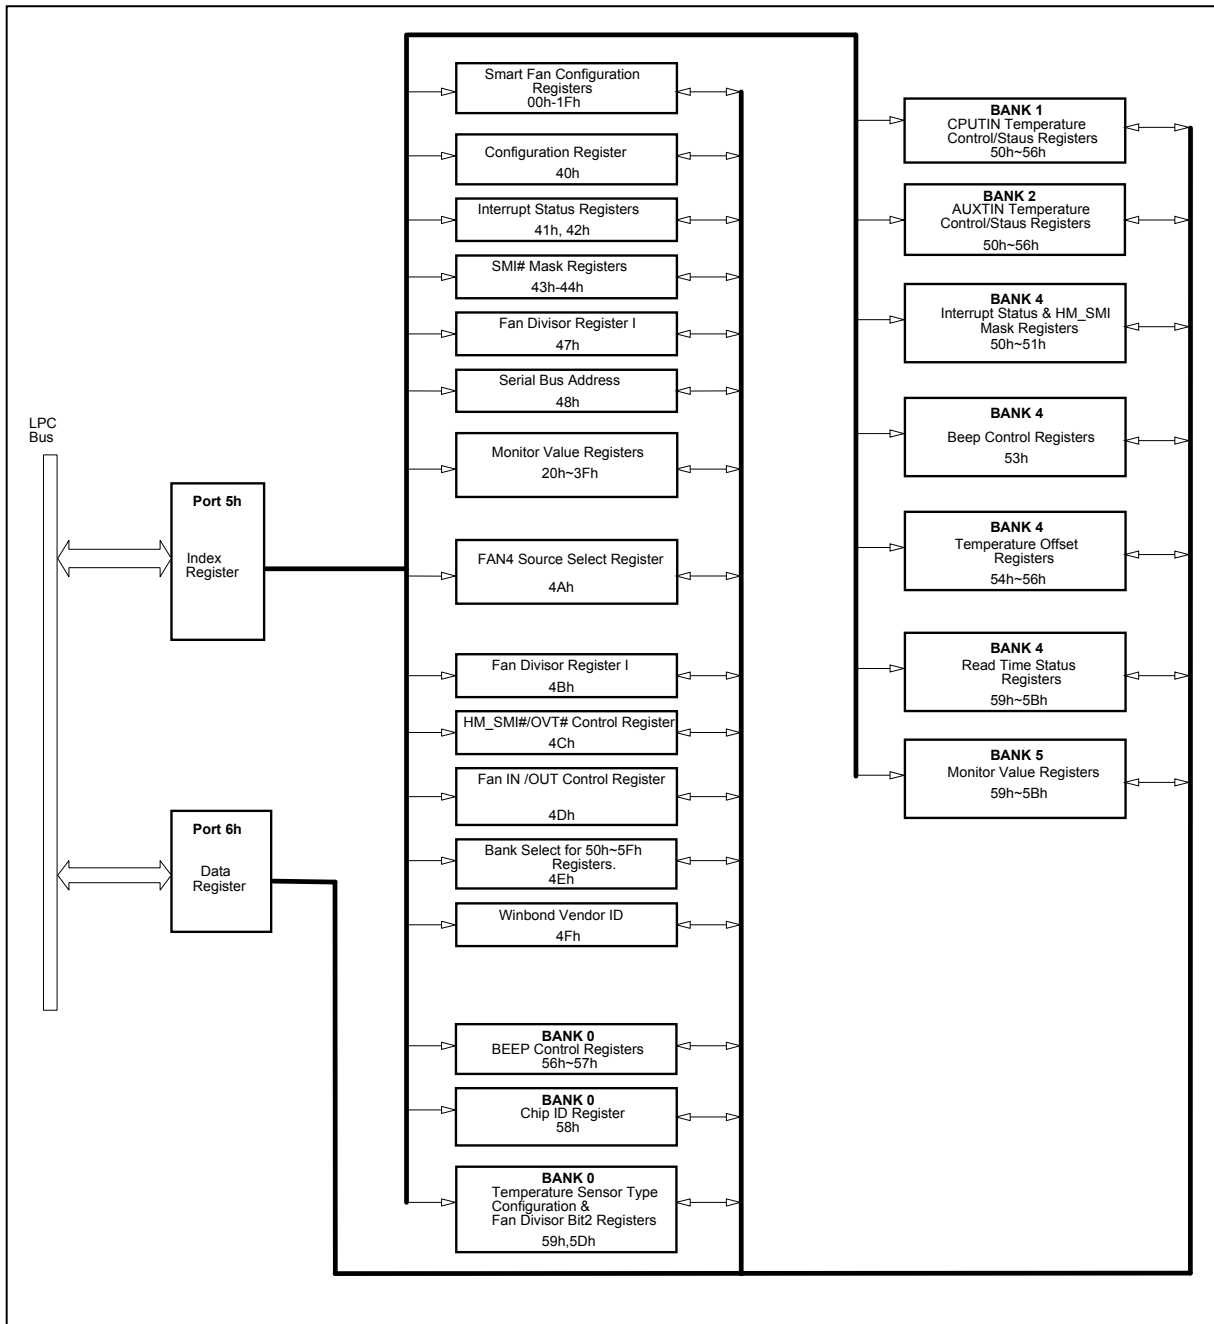 LPC
Bus
Port 5h
Index
Register
Port 6h
Data
Register
Smart Fan Configuration
Registers
00h-1Fh
Configuration Register
40h
Interrupt Status Registers
41h, 42h
SMI# Mask Registers
43h-44h
Fan Divisor Register I
47h
Serial Bus Address
48h
Monitor Value Registers
20h~3Fh
FAN4 Source Select Register
4Ah
Fan Divisor Register I
4Bh
HM_SMI#/OVT# Control Register
4Ch
Fan IN /OUT Control Register
4Dh
Bank Select for 50h~5Fh
Registers.
4Eh
Winbond Vendor ID
4Fh
BANK 0
BEEP Control Registers
56h~57h
BANK 0
Chip ID Register
58h
BANK 0
Temperature Sensor Type
Configuration &
Fan Divisor Bit2 Registers
59h,5Dh
BANK 1
CPUTIN Temperature
Control/Staus Registers
50h~56h
BANK 2
AUXTIN Temperature
Control/Staus Registers
50h~56h
BANK 4
Interrupt Status & HM_SMI
Mask Registers
50h~51h
BANK 4
Beep Control Registers
53h
BANK 4
Temperature Offset
Registers
54h~56h
BANK 4
Read Time Status
Registers
59h~5Bh
BANK 5
Monitor Value Registers
59h~5Bh